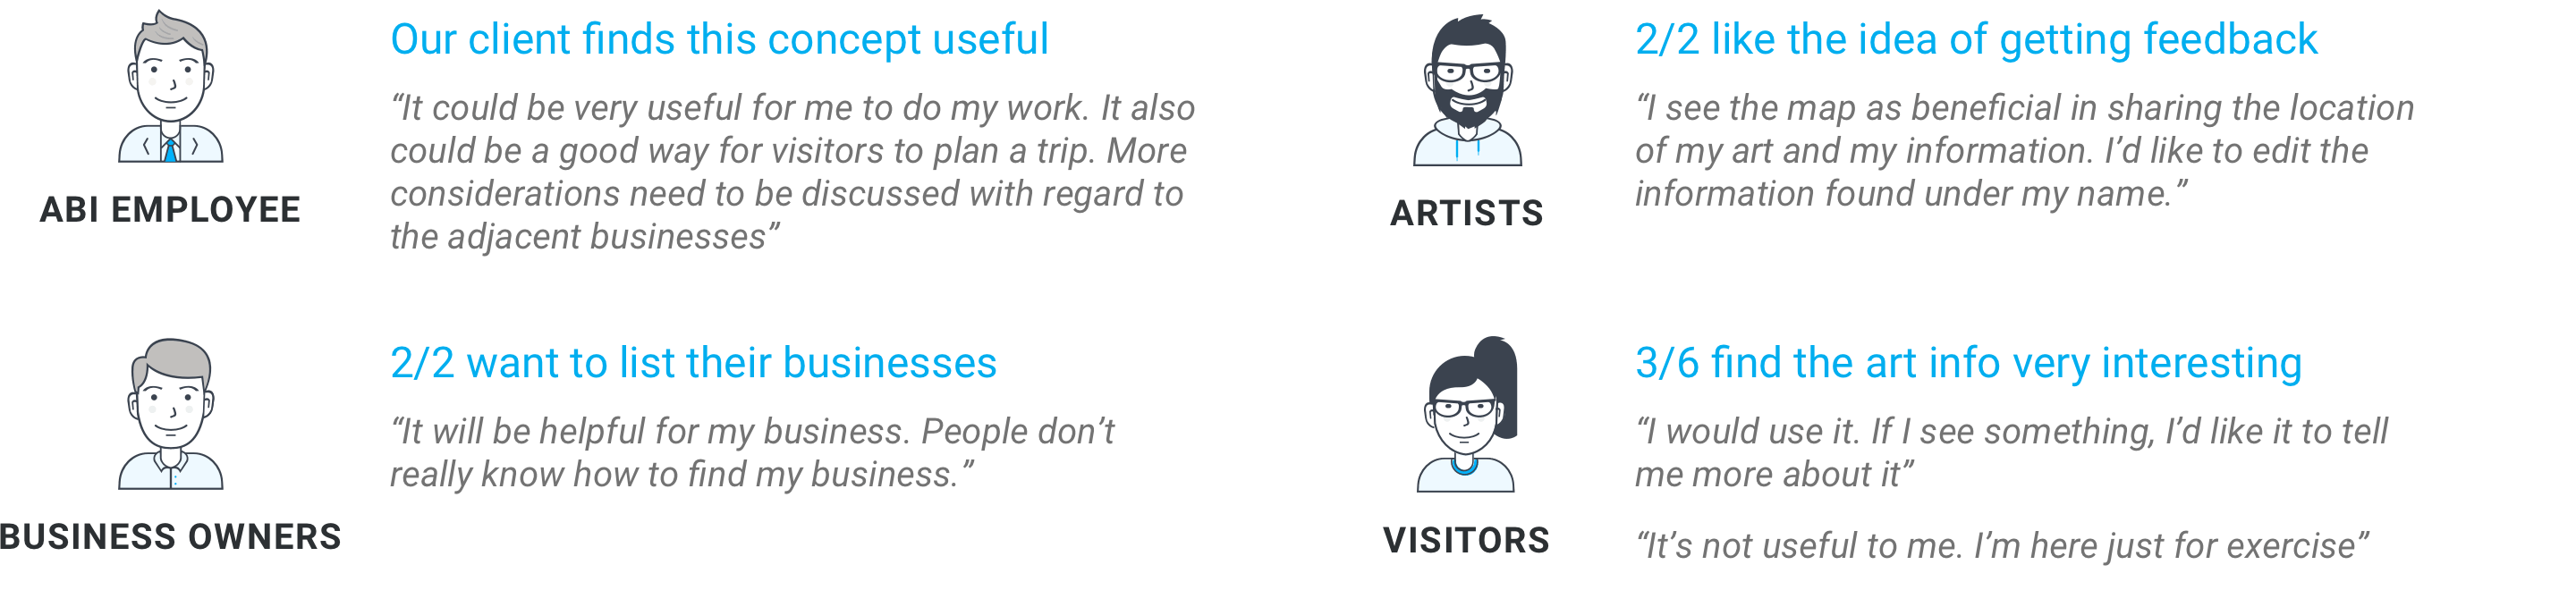 Our client finds this concept useful
“It could be very useful for me to do my work. It also
could be a good way for visitors to plan a trip. More
considerations need to be discussed with regard to
the adjacent businesses”
ABI EMPLOYEE
2/2 like the idea of getting feedback
“I see the map as beneficial in sharing the location
of my art and my information. I’d like to edit the
information found under my name.”
ARTISTS
2/2 want to list their businesses
“It will be helpful for my business. People don’t
really know how to find my business.”
BUSINESS OWNERS
3/6 find the art info very interesting
“I would use it. If I see something, I’d like it to tell
me more about it”
“It’s not useful to me. I’m here just for exercise”
VISITORS